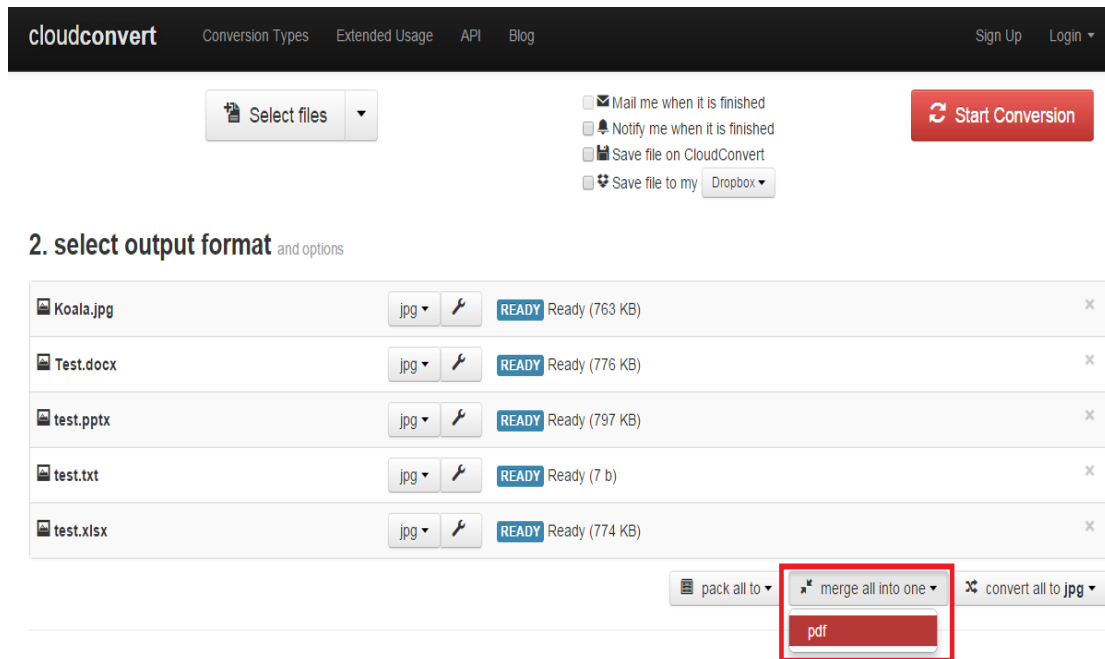 cloudconvert Conversion Types Extended Usage API Blog Sign Up Login
Select files
Mail me when it is finished
Notify me when it is finished
Save file on CloudConvert
Save file to my Dropbox
Start Conversion
2. select output format and options
Koala.jpg jpg READY Ready (763 KB) ×
Test.docx jpg READY Ready (776 KB) ×
test.pptx jpg READY Ready (797 KB) ×
test.txt jpg READY Ready (7 b) ×
test.xlsx jpg READY Ready (774 KB) ×
pack all to merge all into one convert all to jpg
pdf